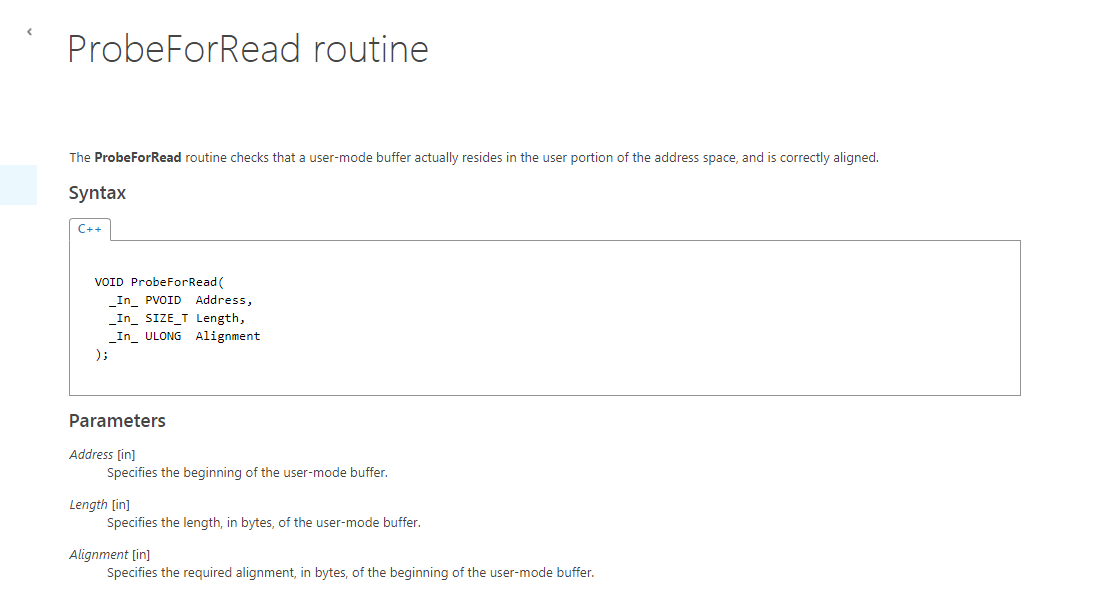 ProbeForRead routine
The ProbeForRead routine checks that a user-mode buffer actually resides in the user portion of the address space, and is correctly aligned.
Syntax
C++
VOID ProbeForRead(
  _In_ PVOID  Address,
  _In_ SIZE_T Length,
  _In_ ULONG  Alignment
);
Parameters
Address [in]
Specifies the beginning of the user-mode buffer.
Length [in]
Specifies the length, in bytes, of the user-mode buffer.
Alignment [in]
Specifies the required alignment, in bytes, of the beginning of the user-mode buffer.